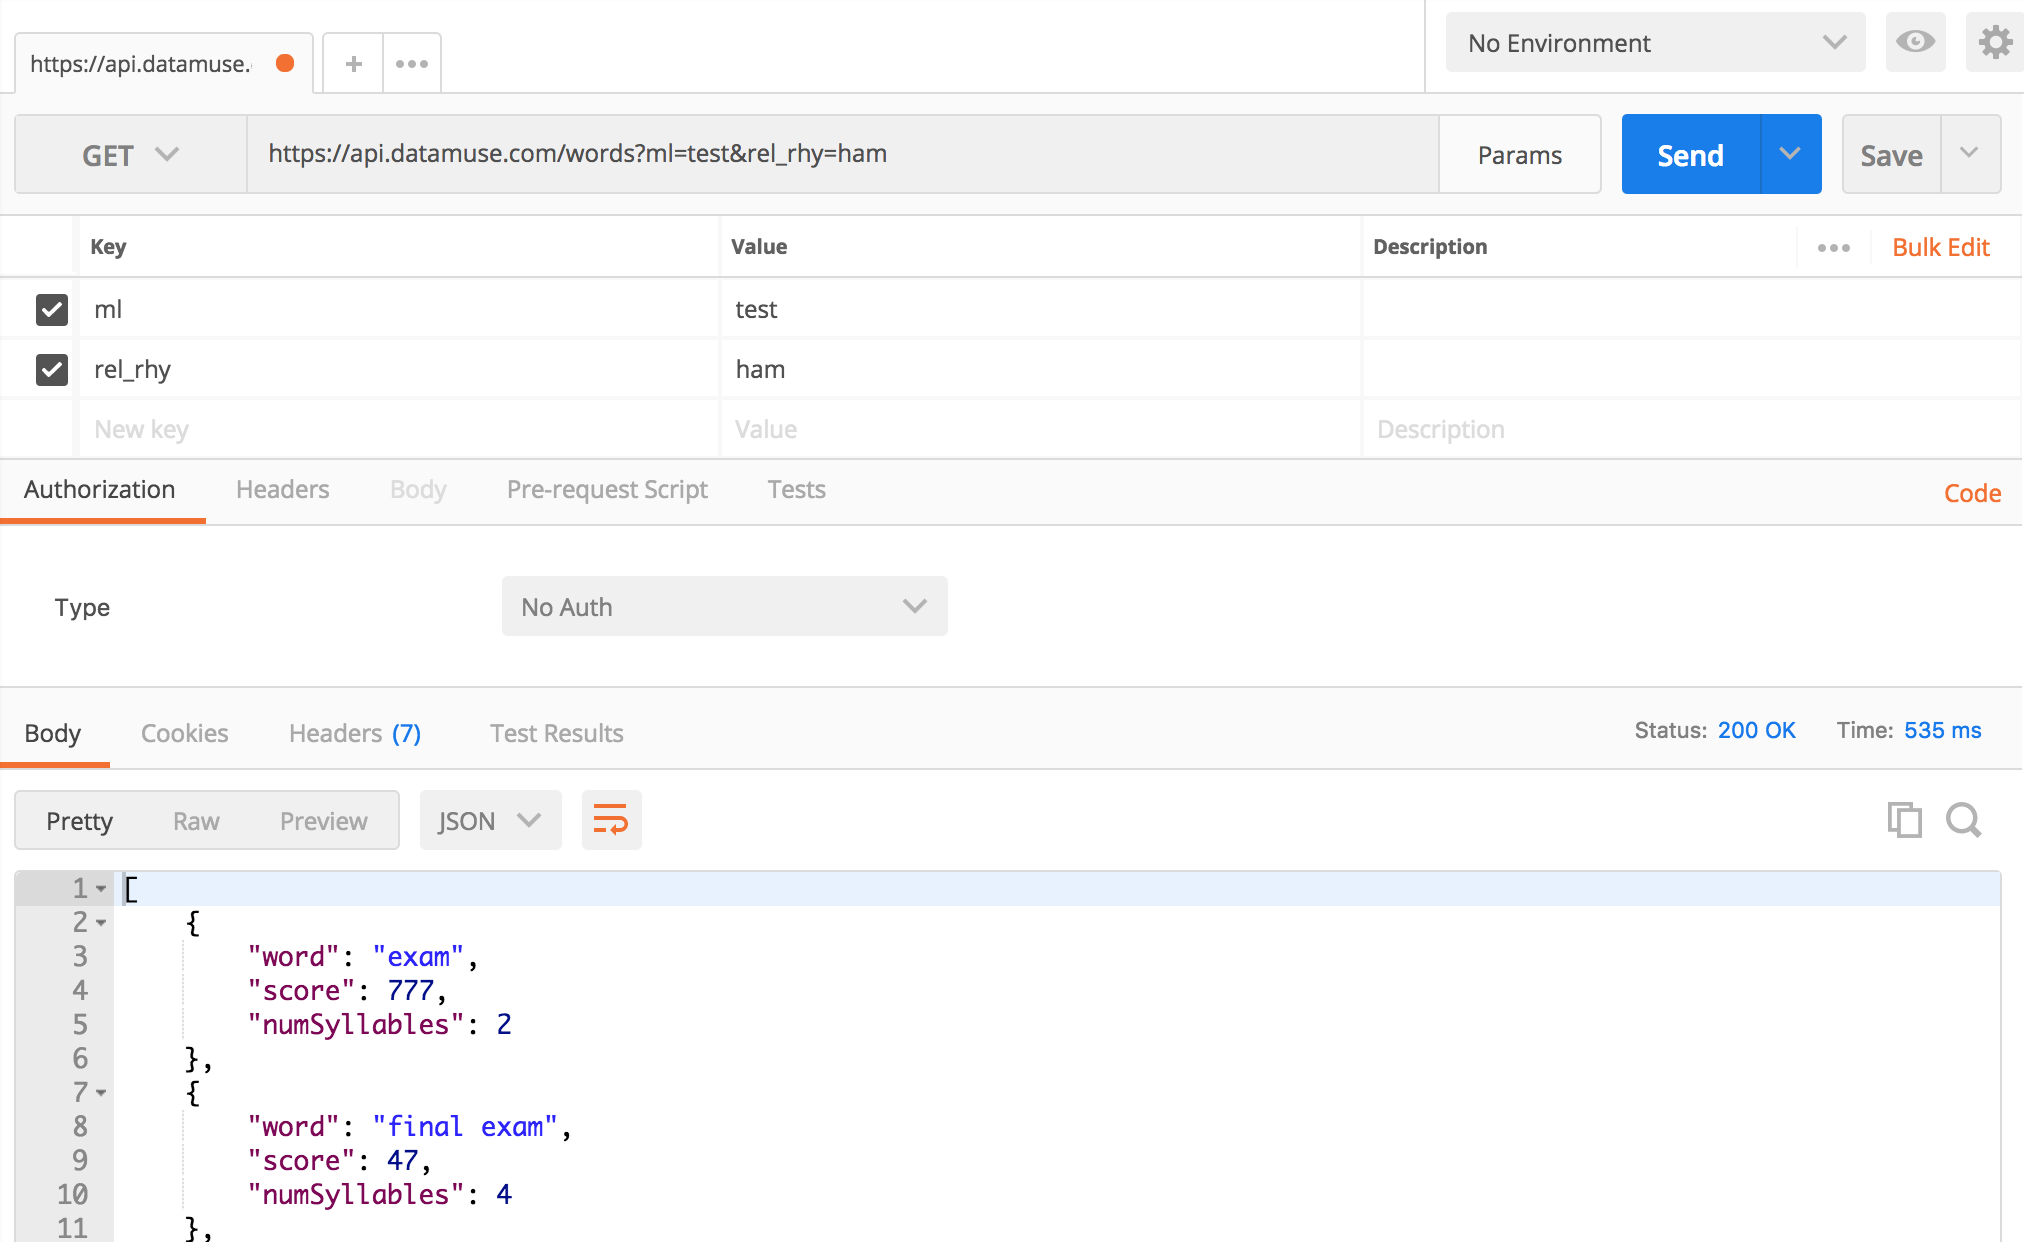 https://api.datamuse.
No Environment
GET https://api.datamuse.com/words?ml=test&rel_rhy=ham Params Send Save
Key Value Description Bulk Edit
ml test
rel_rhy ham
New key Value Description
Authorization Headers Body Pre-request Script Tests Code
Type No Auth
Body Cookies Headers (7) Test Results Status: 200 OK Time: 535 ms
Pretty Raw Preview JSON
1 [
2 {
3 "word": "exam",
4 "score": 777,
5 "numSyllables": 2
6 },
7 {
8 "word": "final exam",
9 "score": 47,
10 "numSyllables": 4
11 },